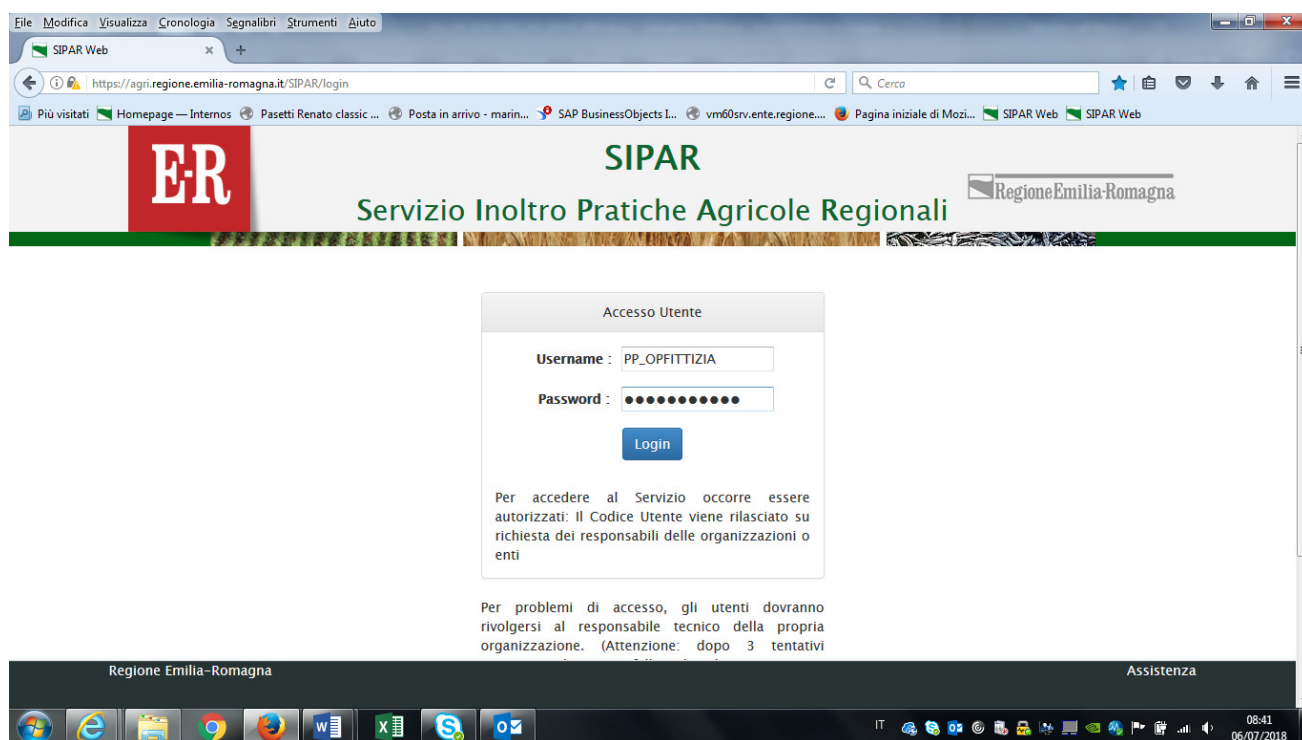 File Modifica Visualizza Cronologia Segnalibri Strumenti Aiuto
SIPAR Web
https://agri.regione.emilia-romagna.it/SIPAR/login
Cerca
Più visitati Homepage — Internos Pasetti Renato classic ... Posta in arrivo - marin... SAP BusinessObjects I... vm60srv.ente.regione.... Pagina iniziale di Mozi... SIPAR Web SIPAR Web
E-R
SIPAR
Servizio Inoltro Pratiche Agricole Regionali
RegioneEmilia-Romagna
Accesso Utente
Username : PP_OPFITTIZIA
Password : ●●●●●●●●●●●
Login
Per accedere al Servizio occorre essere
autorizzati: Il Codice Utente viene rilasciato su
richiesta dei responsabili delle organizzazioni o
enti
Per problemi di accesso, gli utenti dovranno
rivolgersi al responsabile tecnico della propria
organizzazione. (Attenzione: dopo 3 tentativi
Regione Emilia-Romagna
Assistenza
IT
08:41
06/07/2018